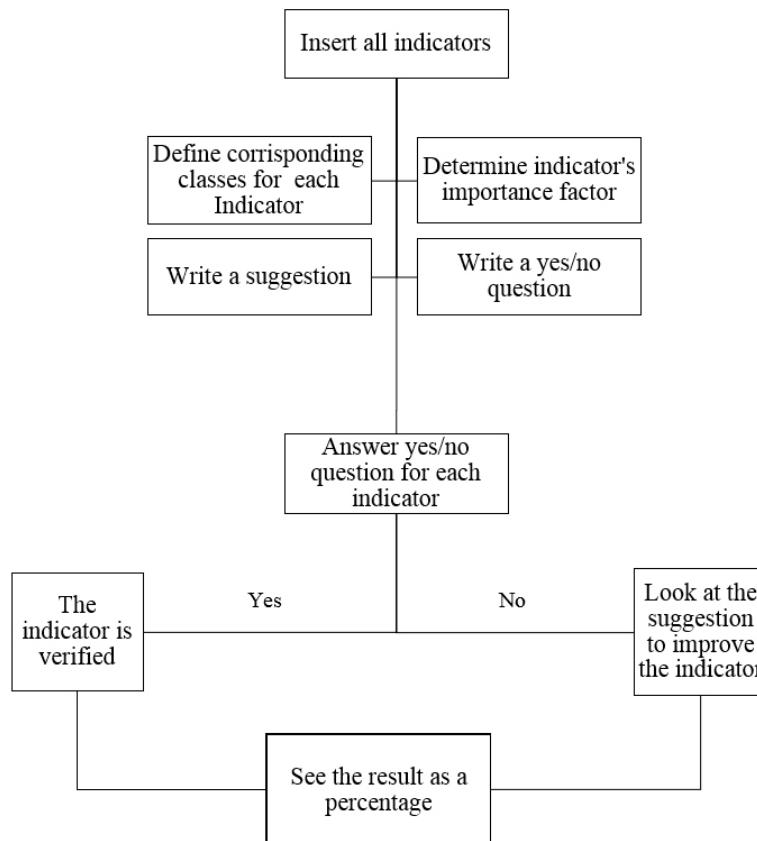 Insert all indicators
Define corrisponding
classes for each
Indicator
Determine indicator's
importance factor
Write a suggestion
Write a yes/no
question
Answer yes/no
question for each
indicator
Yes
No
The
indicator is
verified
Look at the
suggestion
to improve
the indicator
See the result as a
percentage